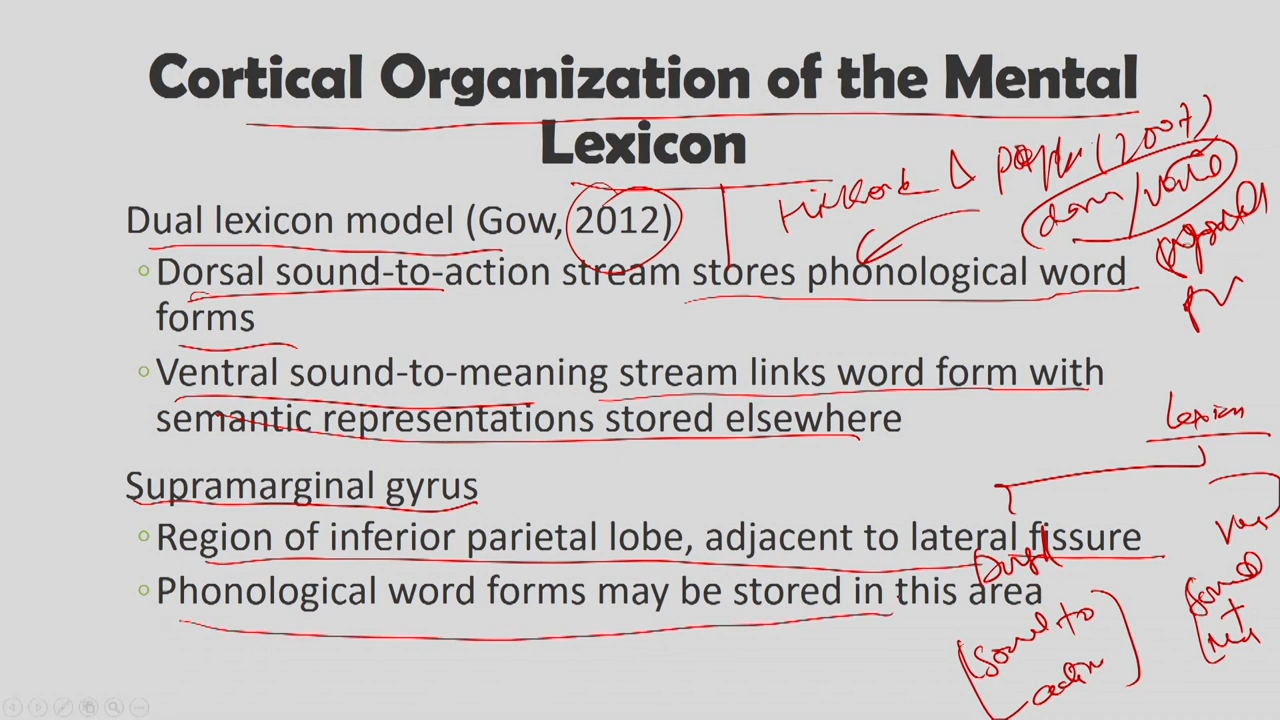 Cortical Organization of the Mental
Lexicon
Dual lexicon model (Gow, 2012)
(2007)
◦Dorsal sound-to-action stream stores phonological word
forms
◦Ventral sound-to-meaning stream links word form with
semantic representations stored elsewhere
Lexicon
Supramarginal gyrus
◦Region of inferior parietal lobe, adjacent to lateral fissure
◦Phonological word forms may be stored in this area
Sound to
action
Sound